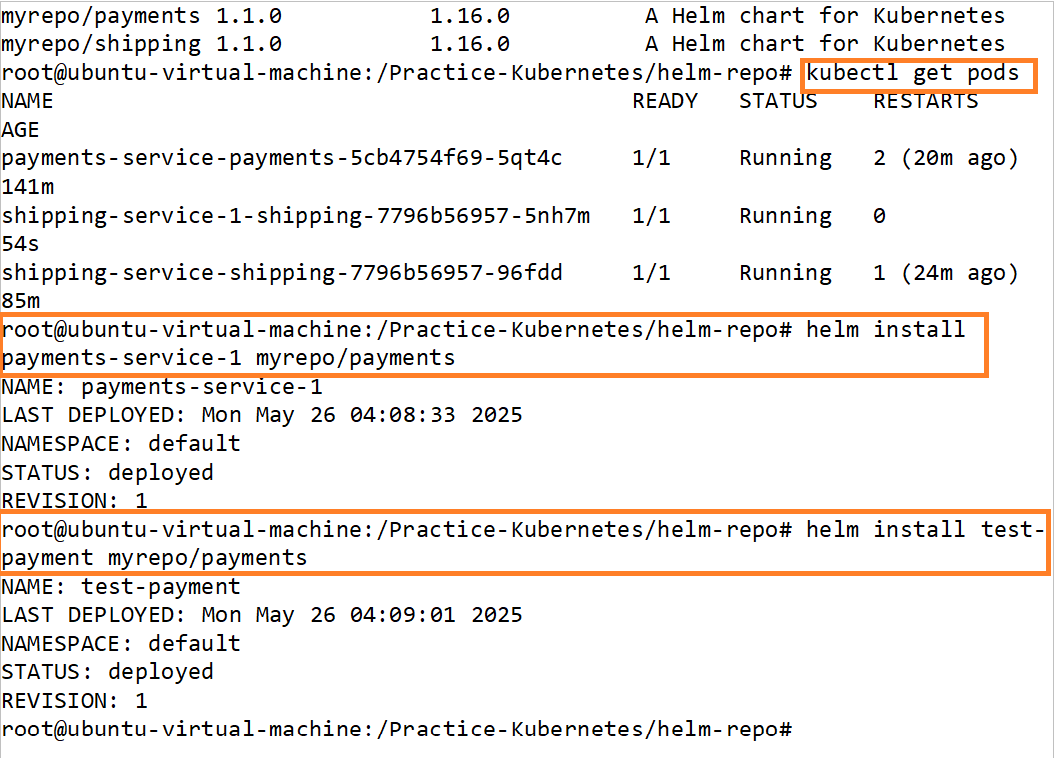 myrepo/payments 1.1.0           1.16.0          A Helm chart for Kubernetes
myrepo/shipping 1.1.0           1.16.0          A Helm chart for Kubernetes
root@ubuntu-virtual-machine:/Practice-Kubernetes/helm-repo# kubectl get pods
NAME                                           READY   STATUS    RESTARTS
AGE
payments-service-payments-5cb4754f69-5qt4c     1/1     Running   2 (20m ago)
141m
shipping-service-1-shipping-7796b56957-5nh7m   1/1     Running   0
54s
shipping-service-shipping-7796b56957-96fdd     1/1     Running   1 (24m ago)
85m
root@ubuntu-virtual-machine:/Practice-Kubernetes/helm-repo# helm install
payments-service-1 myrepo/payments
NAME: payments-service-1
LAST DEPLOYED: Mon May 26 04:08:33 2025
NAMESPACE: default
STATUS: deployed
REVISION: 1
root@ubuntu-virtual-machine:/Practice-Kubernetes/helm-repo# helm install test-
payment myrepo/payments
NAME: test-payment
LAST DEPLOYED: Mon May 26 04:09:01 2025
NAMESPACE: default
STATUS: deployed
REVISION: 1
root@ubuntu-virtual-machine:/Practice-Kubernetes/helm-repo#